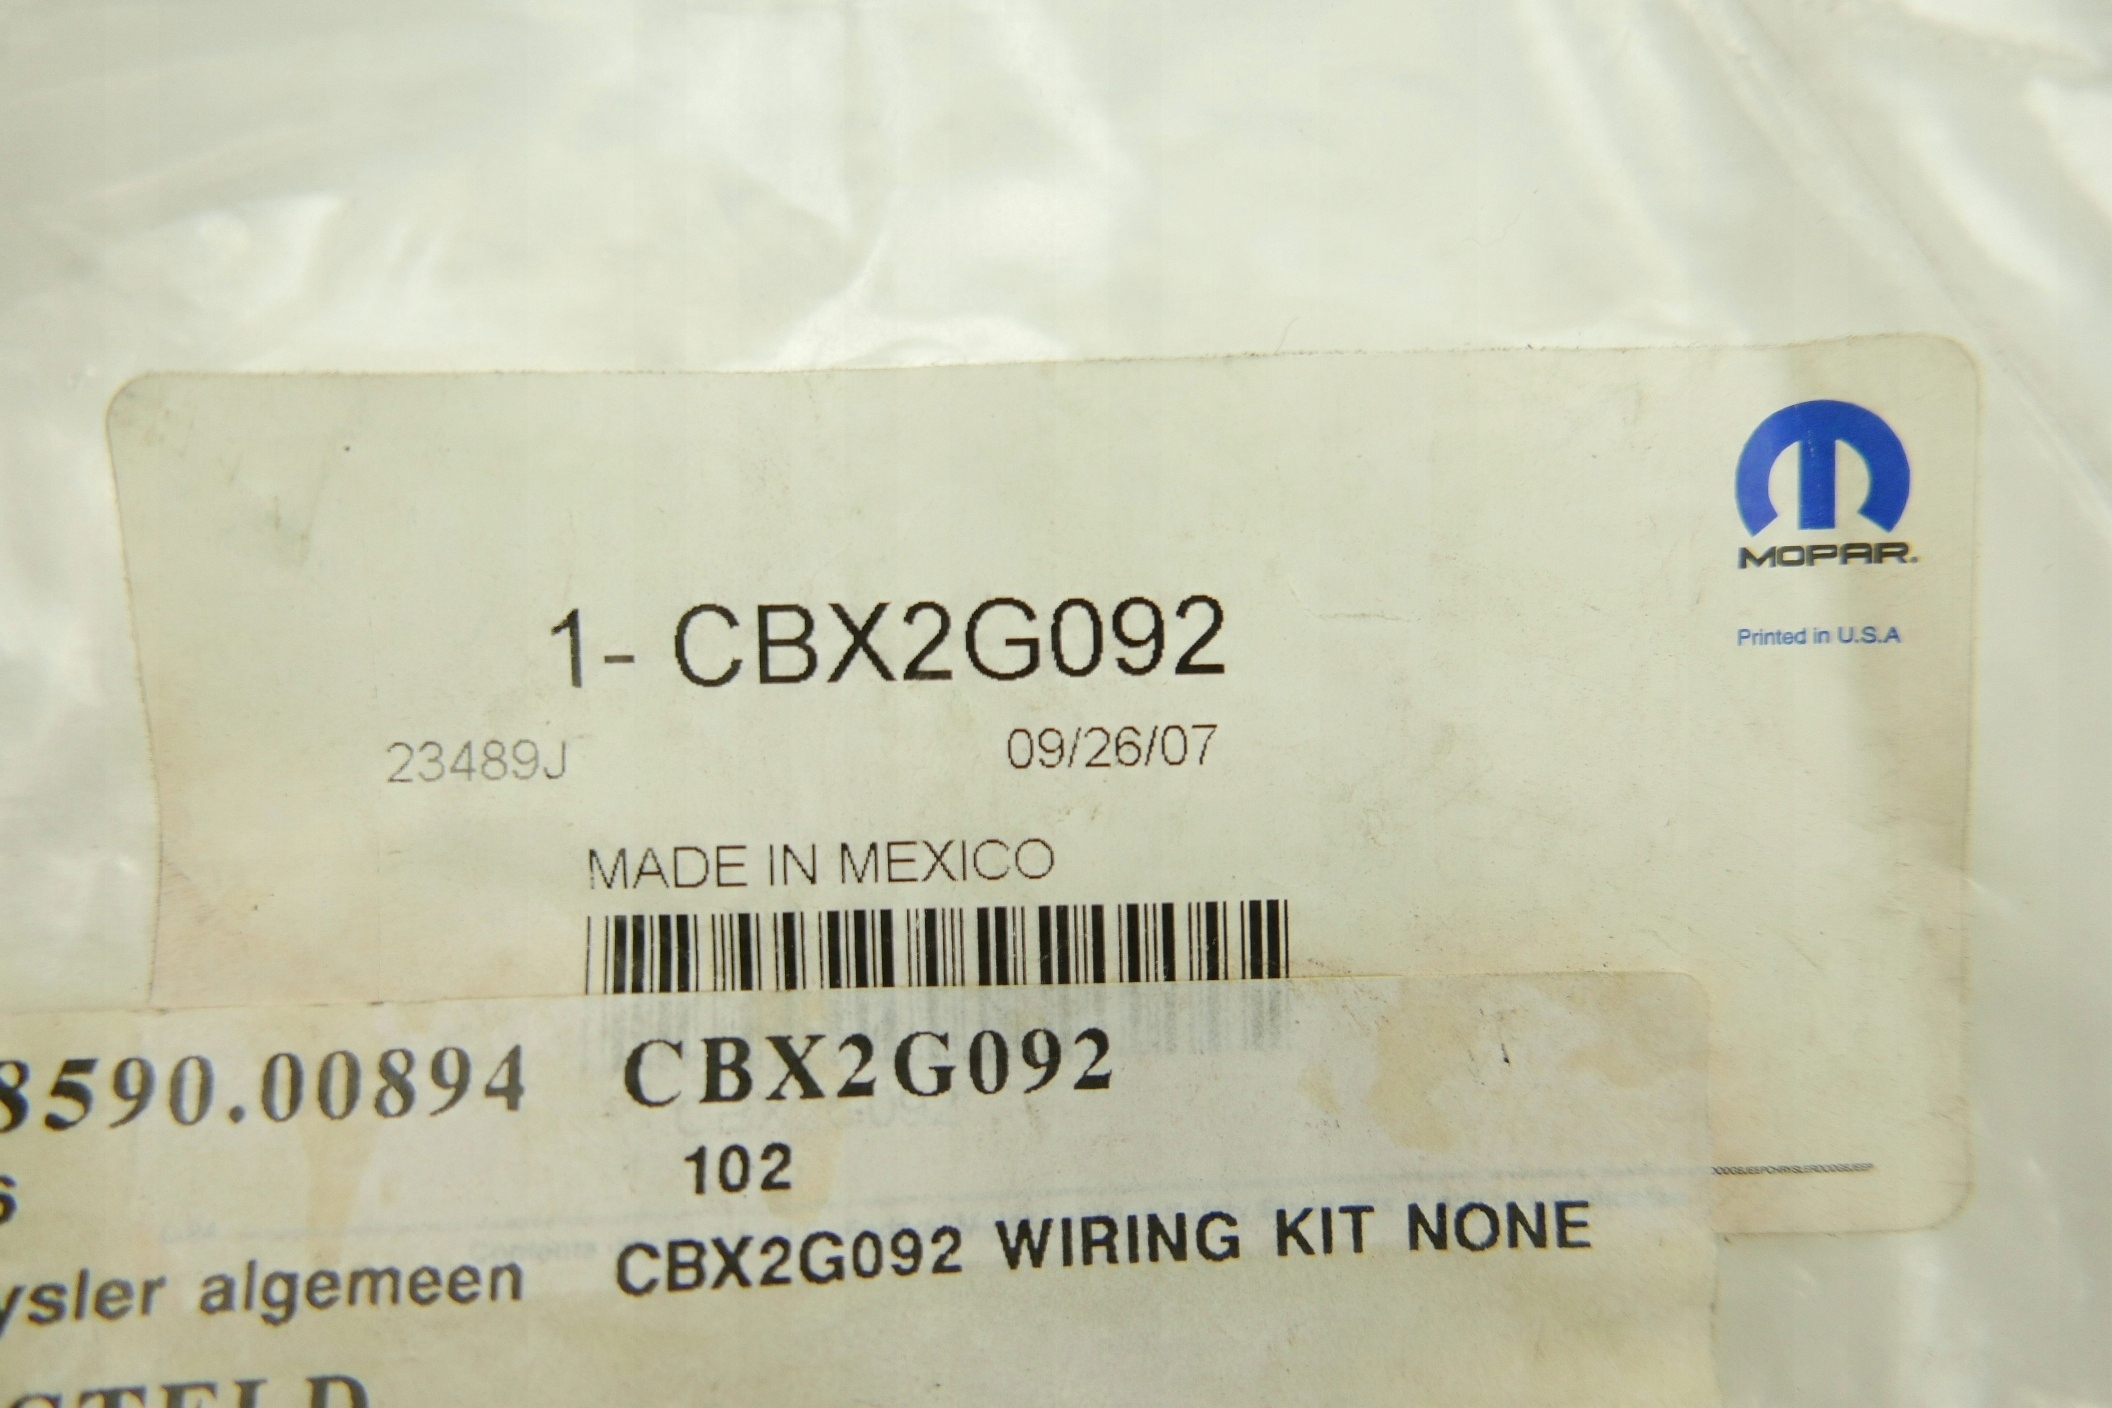 MOPAR.
Printed in U.S.A
1- CBX2G092
23489J 09/26/07
MADE IN MEXICO
8590.00894 CBX2G092
102
ysler algemeen CBX2G092 WIRING KIT NONE